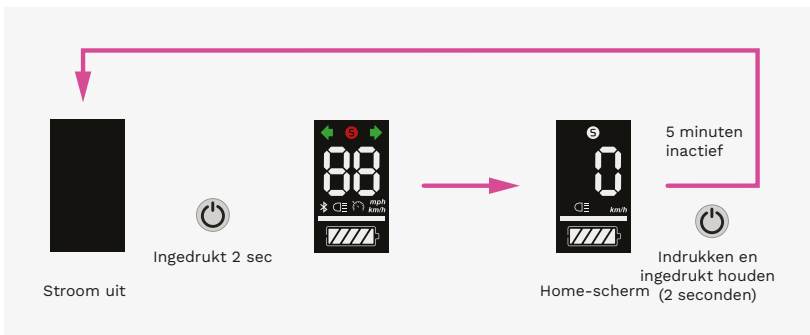 Stroom uit
Ingedrukt 2 sec
S
88
mph
km/h
S
0
km/h
Home-scherm
5 minuten
inactief
Indrukken en
ingedrukt houden
(2 seconden)